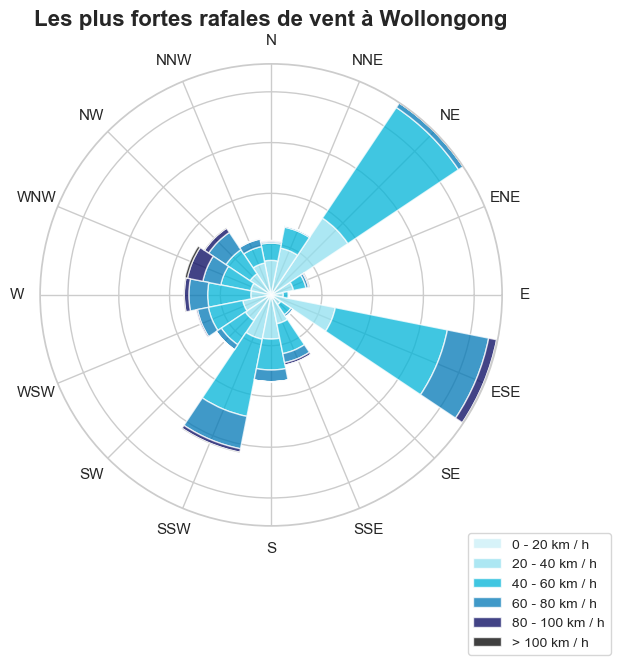 Les plus fortes rafales de vent à Wollongong
N
NNW
NNE
NW
NE
WNW
ENE
W
E
WSW
ESE
SW
SE
SSW
SSE
S
0 - 20 km / h
20 - 40 km / h
40 - 60 km / h
60 - 80 km / h
80 - 100 km / h
> 100 km / h